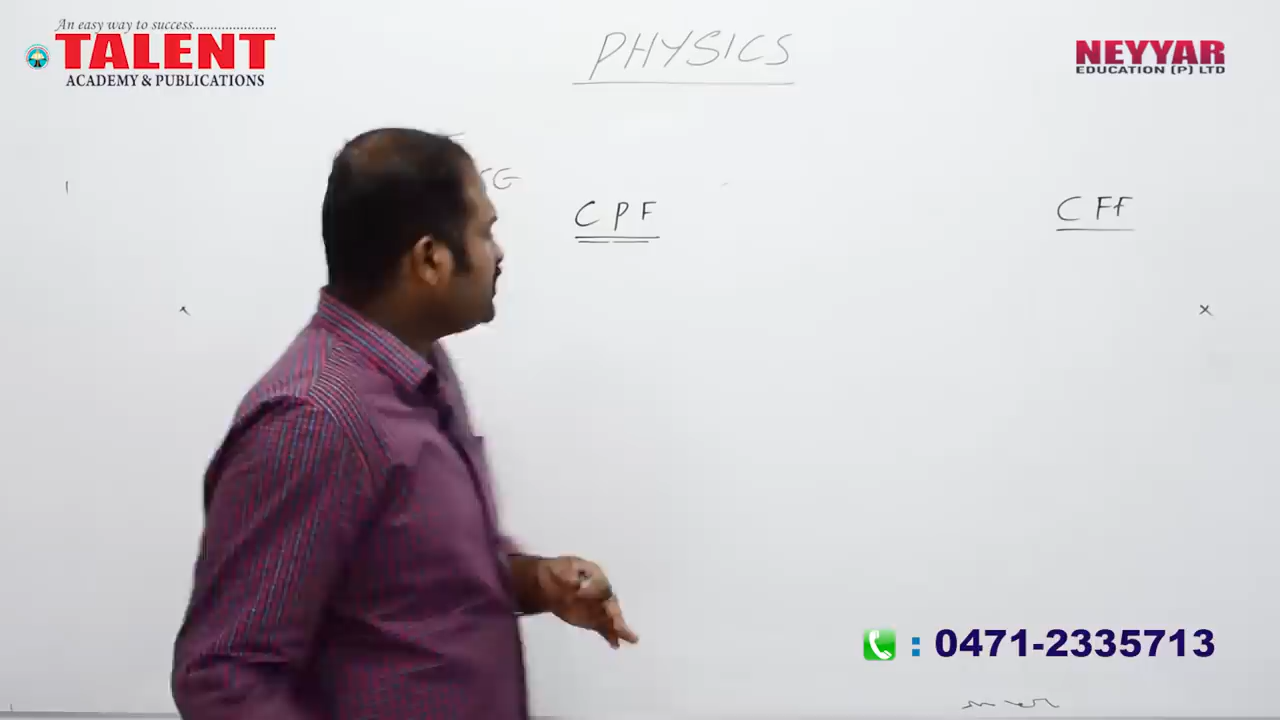 An easy way to success............................
TALENT
ACADEMY & PUBLICATIONS
NEYYAR
EDUCATION (P) LTD
PHYSICS
CPF
CFf
: 0471-2335713